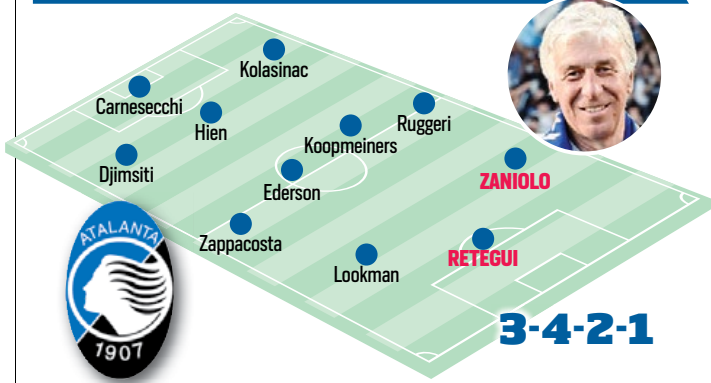 Kolasinac
Carnesecchi
Hien
Ruggeri
Koopmeiners
Djimsiti
Ederson
ZANIOLO
Zappacosta
Lookman
RETEGUI
ATALANTA
1907
3-4-2-1